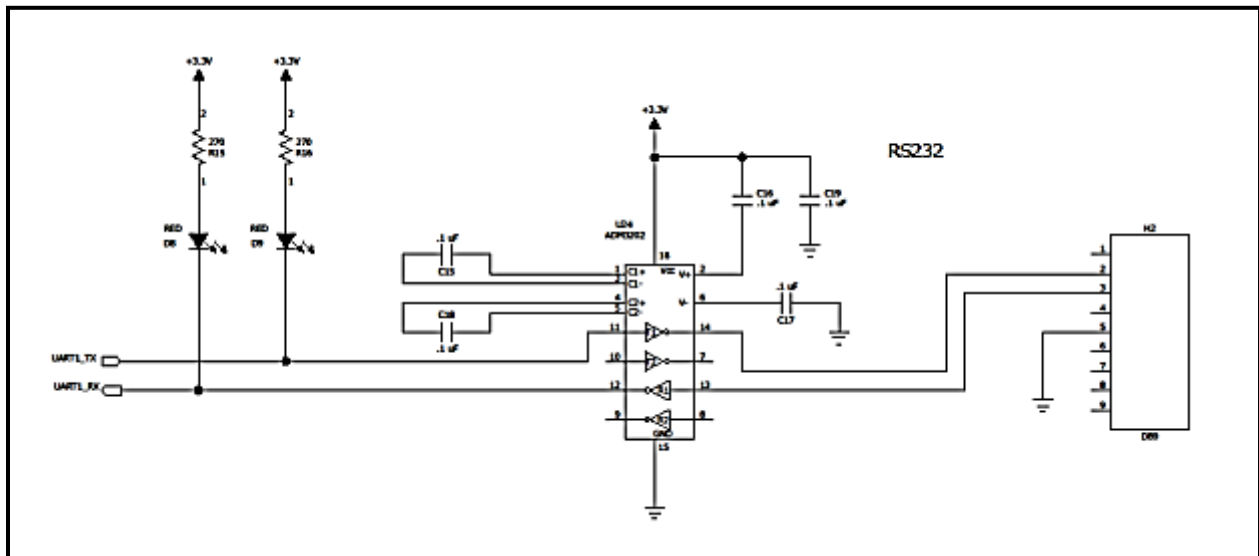 +3.3V
+3.3V
2
2
270
R15
270
R16
1
1
RED
D8
RED
D9
+3.3V
RS232
C16
.1 uF
C19
.1 uF
U24
ADM3202
.1 uF
C15
C18
.1 uF
16
VCC
1
C1+
2
C1-
4
C2+
5
C2-
V+
2
V-
6
.1 uF
C17
11
14
10
7
12
13
9
8
GND
15
UART1_TX
UART1_RX
H2
1
2
3
4
5
6
7
8
9
DB9